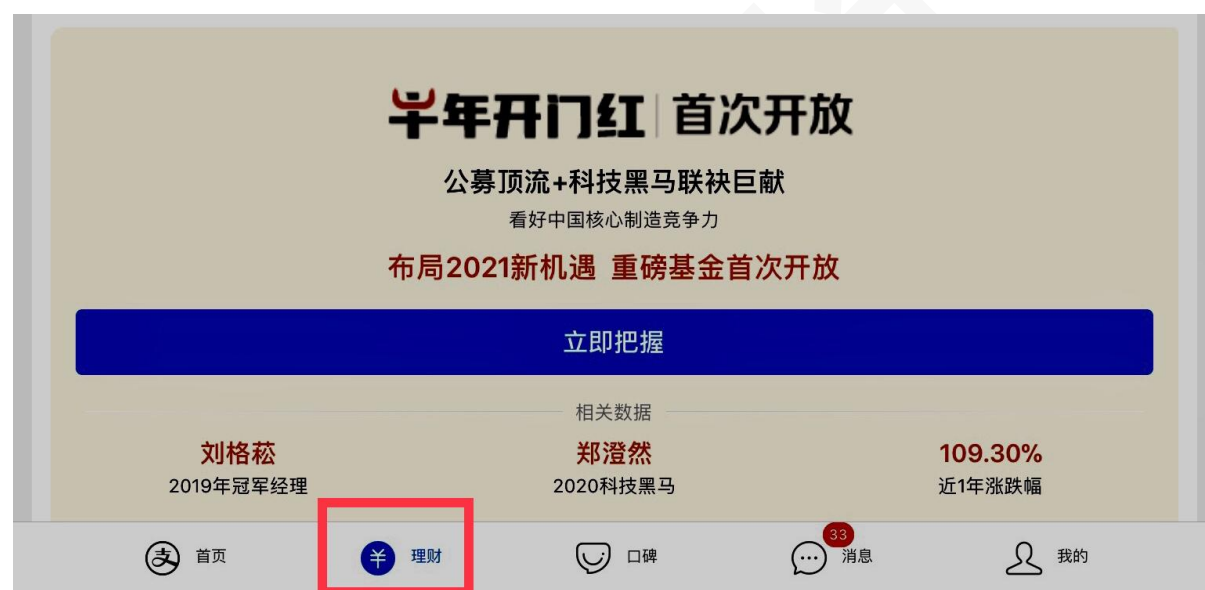 半年开门红 首次开放
公募顶流+科技黑马联袂巨献
看好中国核心制造竞争力
布局2021新机遇 重磅基金首次开放
立即把握
相关数据
刘格菘 郑澄然 109.30%
2019年冠军经理 2020科技黑马 近1年涨跌幅
支 首页 ¥ 理财 口碑 33 消息 我的